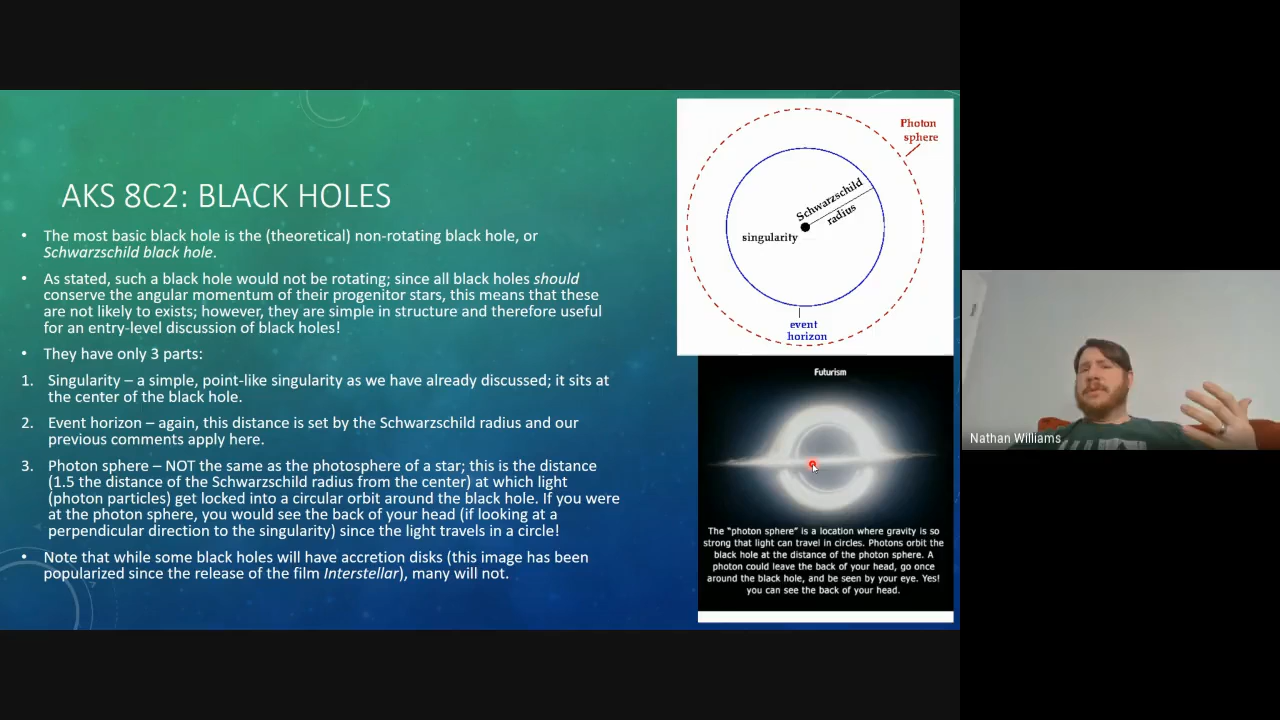 AKS 8C2: BLACK HOLES
• The most basic black hole is the (theoretical) non-rotating black hole, or
Schwarzschild black hole.
• As stated, such a black hole would not be rotating; since all black holes should
conserve the angular momentum of their progenitor stars, this means that these
are not likely to exists; however, they are simple in structure and therefore useful
for an entry-level discussion of black holes!
• They have only 3 parts:
1. Singularity – a simple, point-like singularity as we have already discussed; it sits at
the center of the black hole.
2. Event horizon – again, this distance is set by the Schwarzschild radius and our
previous comments apply here.
3. Photon sphere – NOT the same as the photosphere of a star; this is the distance
(1.5 the distance of the Schwarzschild radius from the center) at which light
(photon particles) get locked into a circular orbit around the black hole. If you were
at the photon sphere, you would see the back of your head (if looking at a
perpendicular direction to the singularity) since the light travels in a circle!
• Note that while some black holes will have accretion disks (this image has been
popularized since the release of the film Interstellar), many will not.
Photon
sphere
Schwarzschild
radius
singularity
event
horizon
Futurism
The "photon sphere" is a location where gravity is so
strong that light can travel in circles. Photons orbit the
black hole at the distance of the photon sphere. A
photon could leave the back of your head, go once
around the black hole, and be seen by your eye. Yes!
you can see the back of your head.
Nathan Williams